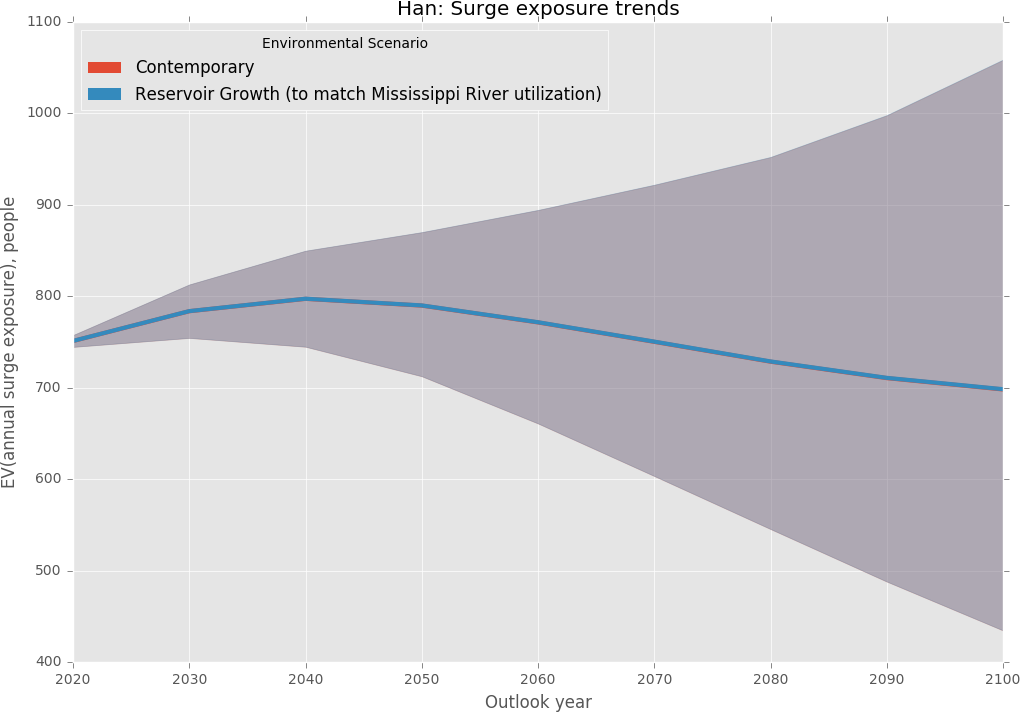 Han: Surge exposure trends
Environmental Scenario
Contemporary
Reservoir Growth (to match Mississippi River utilization)
EV(annual surge exposure), people
1100
1000
900
800
700
600
500
400
2020 2030 2040 2050 2060 2070 2080 2090 2100
Outlook year